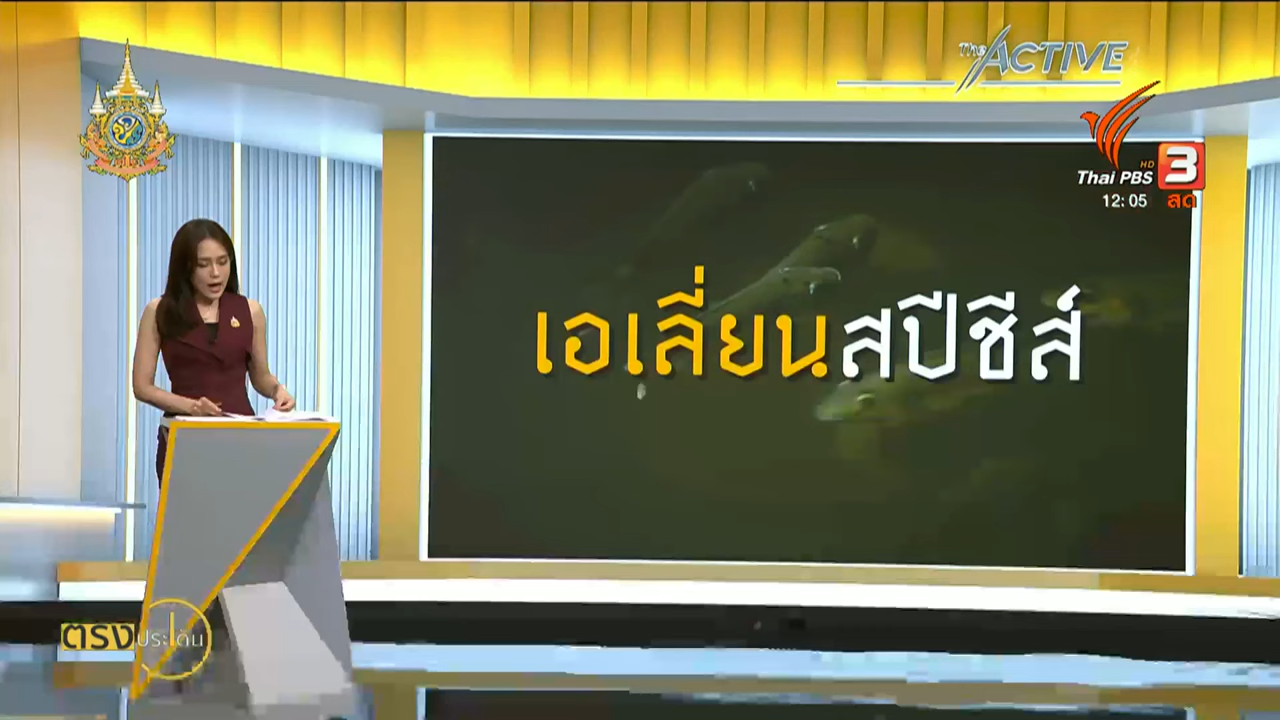 The ACTIVE
HD
Thai PBS 3
12:05 สด
เอเลี่ยนสปีชีส์
ตรงประเด็น